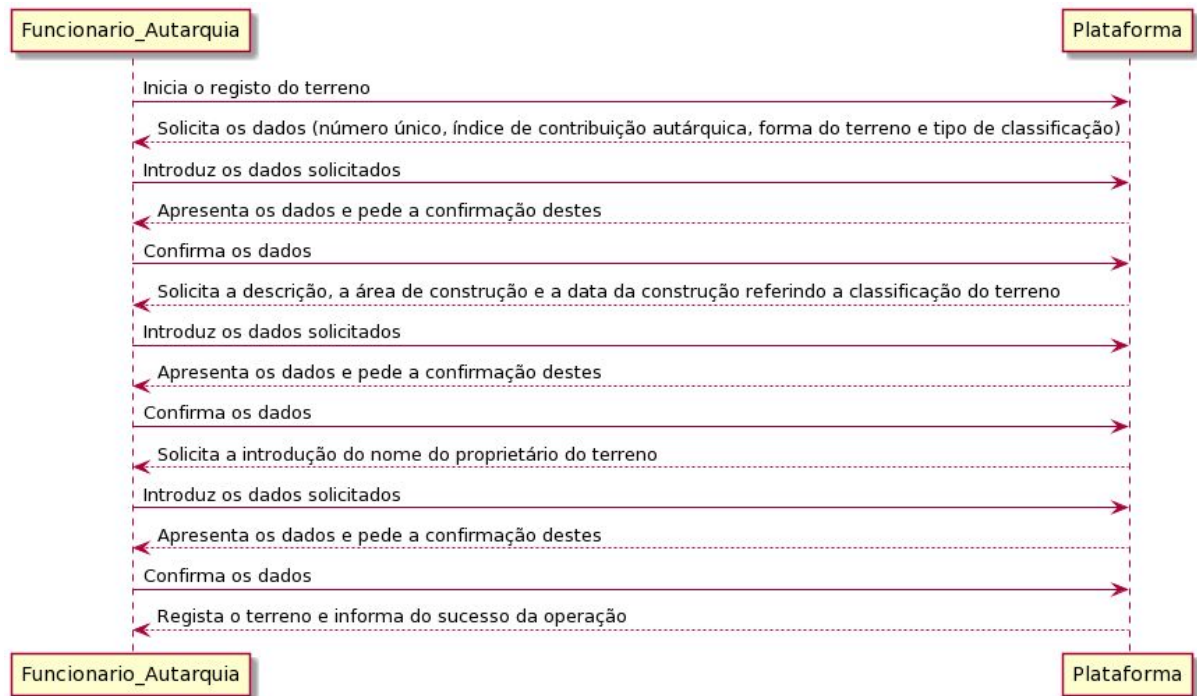 Funcionario_Autarquia
Plataforma
Inicia o registo do terreno
Solicita os dados (número único, índice de contribuição autárquica, forma do terreno e tipo de classificação)
Introduz os dados solicitados
Apresenta os dados e pede a confirmação destes
Confirma os dados
Solicita a descrição, a área de construção e a data da construção referindo a classificação do terreno
Introduz os dados solicitados
Apresenta os dados e pede a confirmação destes
Confirma os dados
Solicita a introdução do nome do proprietário do terreno
Introduz os dados solicitados
Apresenta os dados e pede a confirmação destes
Confirma os dados
Regista o terreno e informa do sucesso da operação
Funcionario_Autarquia
Plataforma